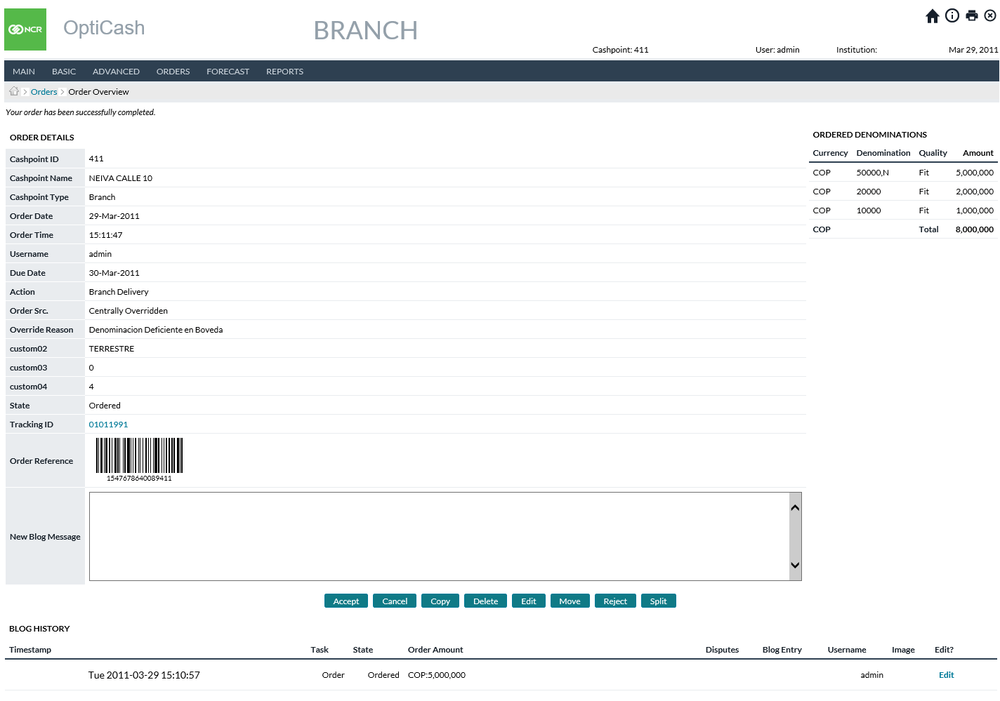 NCR OptiCash BRANCH
Cashpoint: 411 User: admin Institution: Mar 29, 2011
MAIN BASIC ADVANCED ORDERS FORECAST REPORTS
> Orders > Order Overview
Your order has been successfully completed.
ORDER DETAILS
Cashpoint ID 411
Cashpoint Name NEIVA CALLE 10
Cashpoint Type Branch
Order Date 29-Mar-2011
Order Time 15:11:47
Username admin
Due Date 30-Mar-2011
Action Branch Delivery
Order Src. Centrally Overridden
Override Reason Denominacion Deficiente en Boveda
custom02 TERRESTRE
custom03 0
custom04 4
State Ordered
Tracking ID 01011991
Order Reference 1547678640089411
New Blog Message
ORDERED DENOMINATIONS
Currency Denomination Quality Amount
COP 50000,N Fit 5,000,000
COP 20000 Fit 2,000,000
COP 10000 Fit 1,000,000
COP Total 8,000,000
Accept Cancel Copy Delete Edit Move Reject Split
BLOG HISTORY
Timestamp Task State Order Amount Disputes Blog Entry Username Image Edit?
Tue 2011-03-29 15:10:57 Order Ordered COP:5,000,000 admin Edit